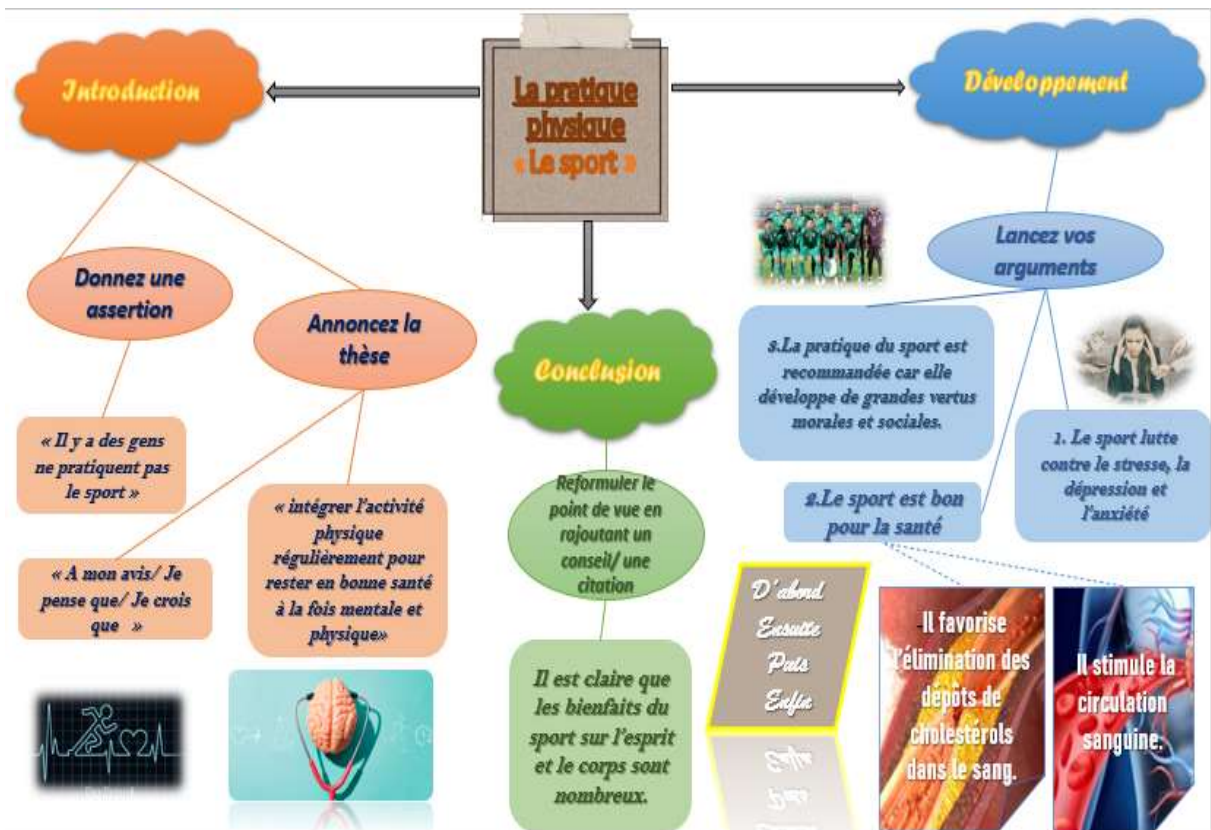 La pratique
physique
« Le sport »
Introduction
Donnez une
assertion
« Il y a des gens
ne pratiquent pas
le sport »
Annoncez la
thèse
« A mon avis/ Je
pense que/ Je crois
que »
« intégrer l'activité
physique
régulièrement pour
rester en bonne santé
à la fois mentale et
physique»
Développement
Lancez vos
arguments
1. Le sport lutte
contre le stresse, la
dépression et
l'anxiété
2.Le sport est bon
pour la santé
-Il favorise
l'élimination des
dépôts de
cholestérols
dans le sang.
Il stimule la
circulation
sanguine.
3.La pratique du sport est
recommandée car elle
développe de grandes vertus
morales et sociales.
D'abord
Ensuite
Puis
Enfin
Conclusion
Reformuler le
point de vue en
rajoutant un
conseil/ une
citation
Il est claire que
les bienfaits du
sport sur l'esprit
et le corps sont
nombreux.